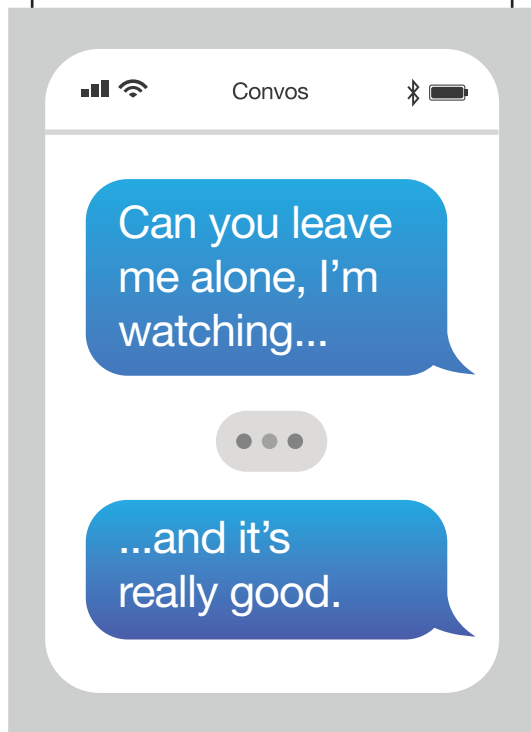 Convos
Can you leave
me alone, I’m
watching...
...and it’s
really good.